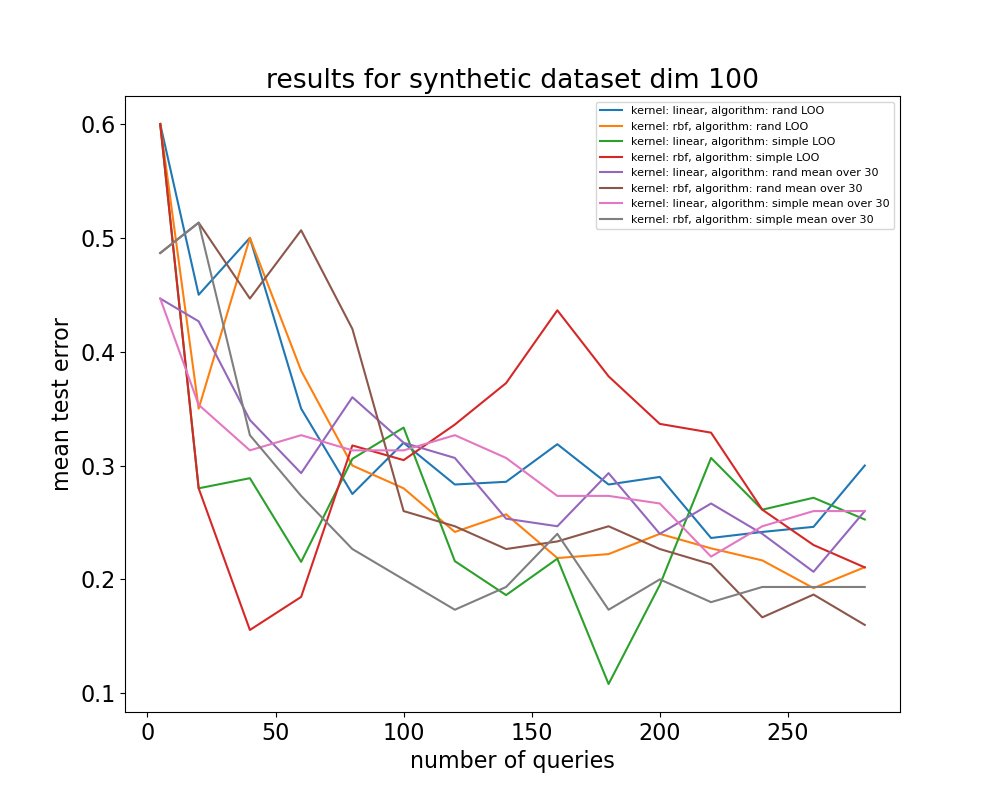 results for synthetic dataset dim 100
kernel: linear, algorithm: rand LOO
kernel: rbf, algorithm: rand LOO
kernel: linear, algorithm: simple LOO
kernel: rbf, algorithm: simple LOO
kernel: linear, algorithm: rand mean over 30
kernel: rbf, algorithm: rand mean over 30
kernel: linear, algorithm: simple mean over 30
kernel: rbf, algorithm: simple mean over 30
mean test error
0.6
0.5
0.4
0.3
0.2
0.1
0 50 100 150 200 250
number of queries